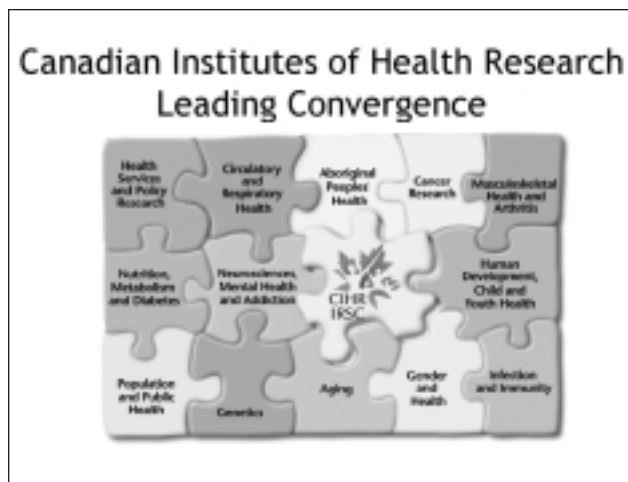 Canadian Institutes of Health Research
Leading Convergence
Health
Services
and Policy
Research
Circulatory
and
Respiratory
Health
Aboriginal
Peoples'
Health
Cancer
Research
Musculoskeletal
Health and
Arthritis
Nutrition,
Metabolism
and Diabetes
Neurosciences,
Mental Health
and Addiction
CIHR
IRSC
Human
Development,
Child and
Youth Health
Population
and Public
Health
Genetics
Aging
Gender
and
Health
Infection
and Immunity